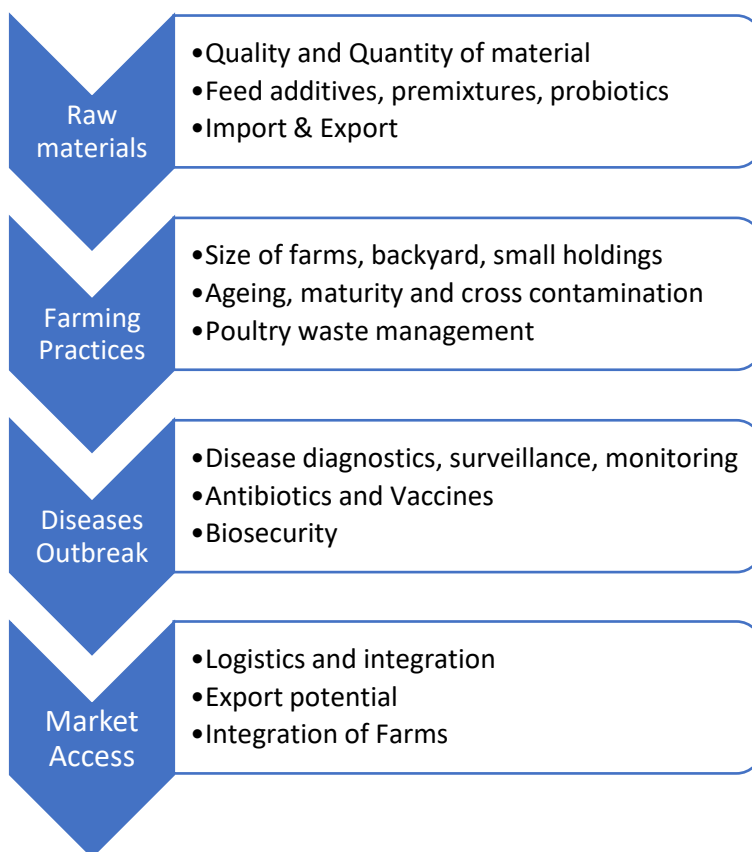 Raw
materials
•Quality and Quantity of material
•Feed additives, premixtures, probiotics
•Import & Export
Farming
Practices
•Size of farms, backyard, small holdings
•Ageing, maturity and cross contamination
•Poultry waste management
Diseases
Outbreak
•Disease diagnostics, surveillance, monitoring
•Antibiotics and Vaccines
•Biosecurity
Market
Access
•Logistics and integration
•Export potential
•Integration of Farms